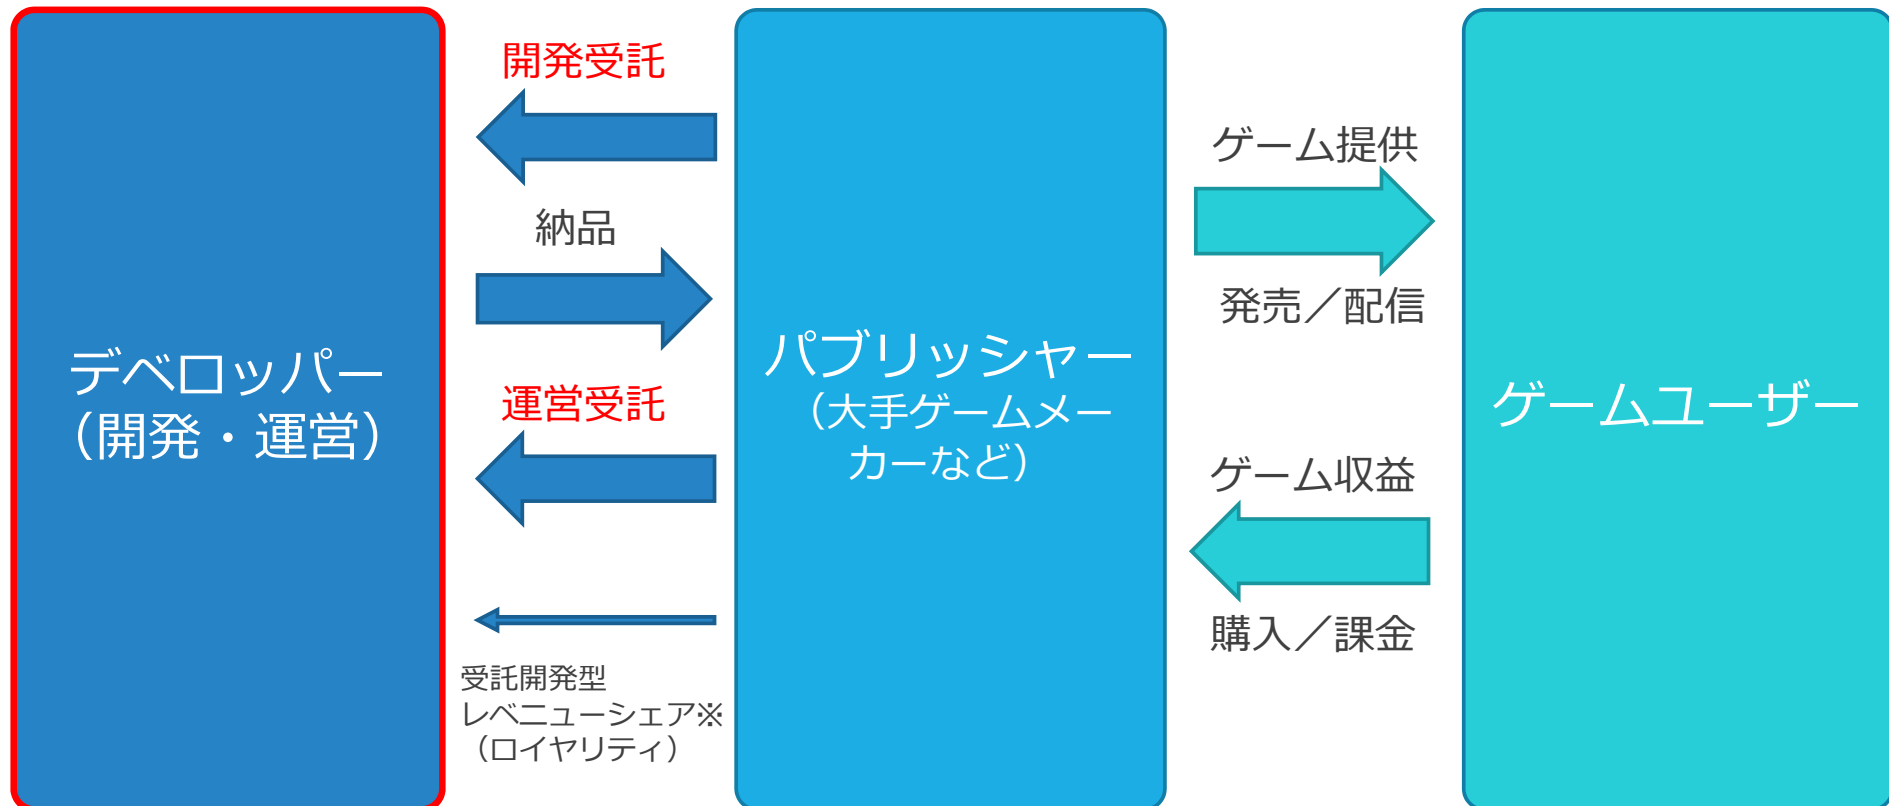 デベロッパー
（開発・運営）
開発受託
納品
運営受託
受託開発型
レベニューシェア※
（ロイヤリティ）
パブリッシャー
（大手ゲームメー
カーなど）
ゲーム提供
発売／配信
ゲーム収益
購入／課金
ゲームユーザー